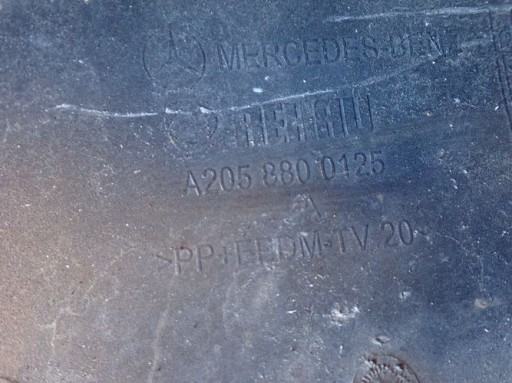 MERCEDES-BENZ
A205 880 0125
>PP+EPDM-TV 20<